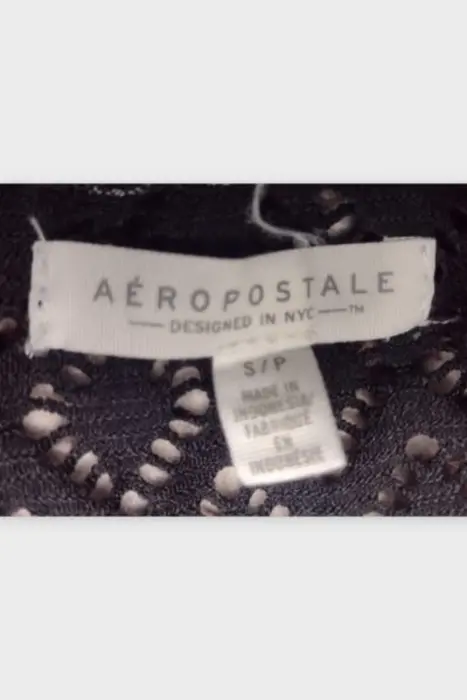 AÉROPOSTALE
DESIGNED IN NYC ™
S/P
MADE IN
INDONESIA/
FABRIQUÉ
EN
INDONÉSIE